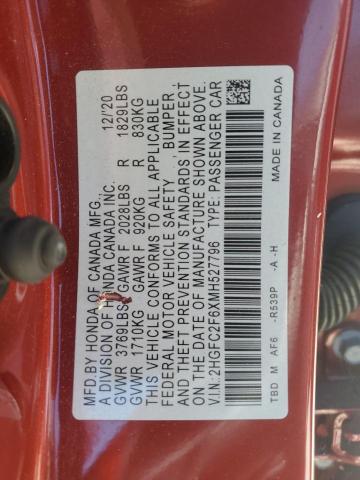 MFD.BY HONDA OF CANADA MFG., 12/'20
A DIVISION OF HONDA CANADA INC.
GVWR 3769LBS GAWR F 2028LBS R 1829LBS
GVWR 1710KG GAWR F 920KG R 830KG
THIS VEHICLE CONFORMS TO ALL APPLICABLE
FEDERAL MOTOR VEHICLE SAFETY, BUMPER,
AND THEFT PREVENTION STANDARDS IN EFFECT
ON THE DATE OF MANUFACTURE SHOWN ABOVE.
V.I.N: 2HGFC2F6XMH527796 TYPE: PASSENGER CAR
TBD M AF6 -R539P -A -H MADE IN CANADA